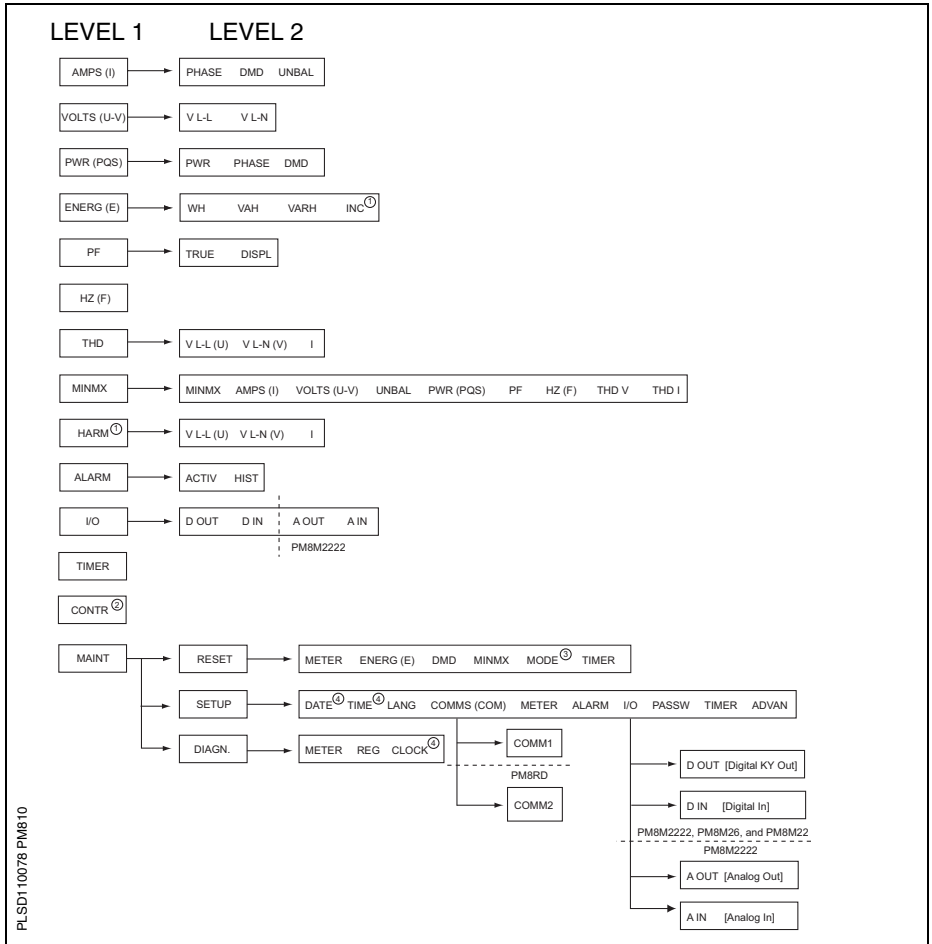 LEVEL 1 LEVEL 2
AMPS (I) PHASE DMD UNBAL
VOLTS (U-V) V L-L V L-N
PWR (PQS) PWR PHASE DMD
ENERG (E) WH VAH VARH INC①
PF TRUE DISPL
HZ (F)
THD V L-L (U) V L-N (V) I
MINMX MINMX AMPS (I) VOLTS (U-V) UNBAL PWR (PQS) PF HZ (F) THD V THD I
HARM① V L-L (U) V L-N (V) I
ALARM ACTIV HIST
I/O D OUT D IN A OUT A IN
PM8M2222
TIMER
CONTR②
MAINT RESET METER ENERG (E) DMD MINMX MODE③ TIMER
SETUP DATE④ TIME④ LANG COMMS (COM) METER ALARM I/O PASSW TIMER ADVAN
DIAGN. METER REG CLOCK④
COMM1
PM8RD
COMM2
D OUT [Digital KY Out]
D IN [Digital In]
PM8M2222, PM8M26, and PM8M22
PM8M2222
A OUT [Analog Out]
A IN [Analog In]
PLSD110078 PM810